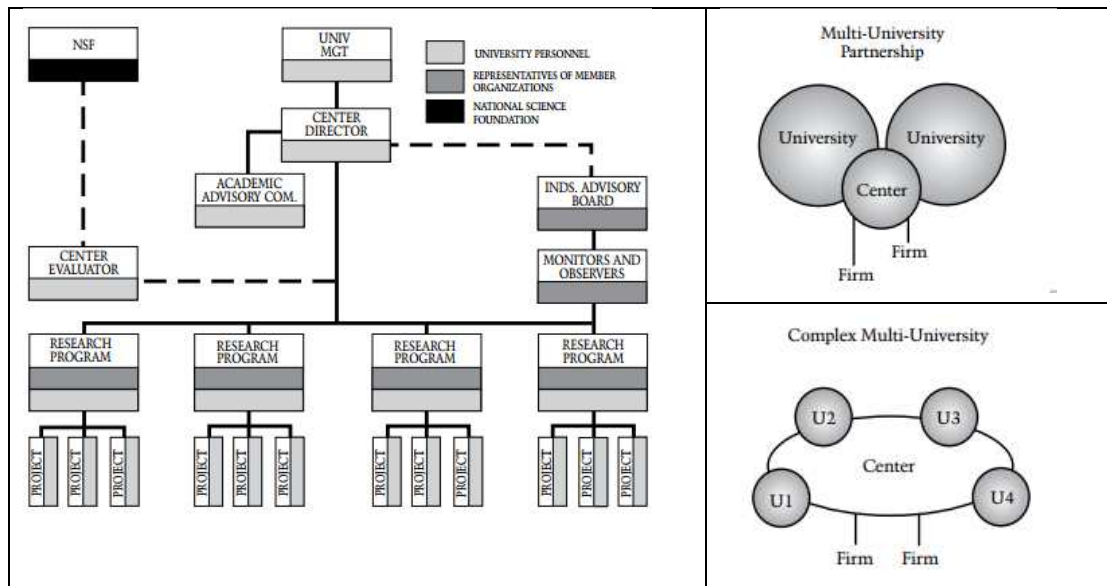 NSF
UNIV
MGT
UNIVERSITY PERSONNEL
REPRESENTATIVES OF MEMBER
ORGANIZATIONS
NATIONAL SCIENCE
FOUNDATION
CENTER
DIRECTOR
ACADEMIC
ADVISORY COM.
INDS. ADVISORY
BOARD
CENTER
EVALUATOR
MONITORS AND
OBSERVERS
RESEARCH
PROGRAM
RESEARCH
PROGRAM
RESEARCH
PROGRAM
RESEARCH
PROGRAM
PROJECT
PROJECT
PROJECT
PROJECT
PROJECT
PROJECT
PROJECT
PROJECT
PROJECT
PROJECT
PROJECT
PROJECT
Multi-University
Partnership
University
University
Center
Firm
Firm
Complex Multi-University
U2
U3
Center
U1
U4
Firm
Firm